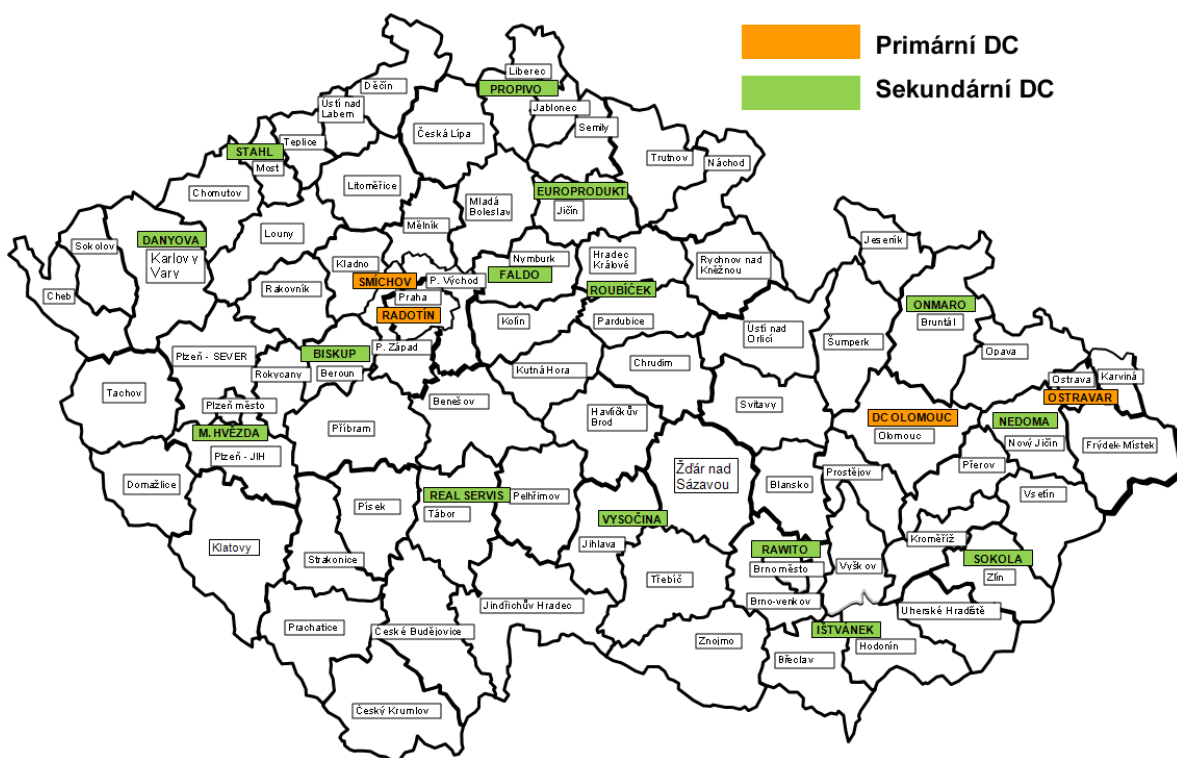 Primární DC
Sekundární DC
Liberec
PROPIVO
Děčín
Ústí nad
Labem
Jablonec
Semily
Česká Lípa
Teplice
STAHL
Most
Trutnov
Náchod
Chomutov
Litoměřice
EUROPRODUKT
Jičín
Mladá
Boleslav
Mělník
Louny
DANYOVA
Karlovy
Vary
Sokolov
Jeseník
Kladno
Nymburk
Hradec
Králové
Rychnov nad
Kněžnou
SMÍCHOV
P. Východ
FALDO
Praha
ROUBÍČEK
Rakovník
Cheb
RADOTÍN
ONMARO
Bruntál
Kolín
Pardubice
Ústí nad
Orlicí
Šumperk
Opava
Plzeň - SEVER
BISKUP
P. Západ
Rokycany
Beroun
Kutná Hora
Chrudim
Tachov
Ostrava
Karviná
OSTRAVAR
Plzeň město
Benešov
Svitavy
Havlíčkův
Brod
DC OLOMOUC
Olomouc
NEDOMA
Nový Jičín
Frýdek-Místek
M. HVĚZDA
Příbram
Plzeň - JIH
Žďár nad
Sázavou
Přerov
Prostějov
Domažlice
Blansko
Vsetín
REAL SERVIS
Tábor
Pelhřimov
Písek
VYSOČINA
Jihlava
Kroměříž
Klatovy
Strakonice
RAWITO
Brno město
Vyškov
SOKOLA
Zlín
Třebíč
Brno-venkov
Jindřichův Hradec
Uherské Hradiště
Prachatice
České Budějovice
ISTVÁNEK
Hodonín
Znojmo
Břeclav
Český Krumlov